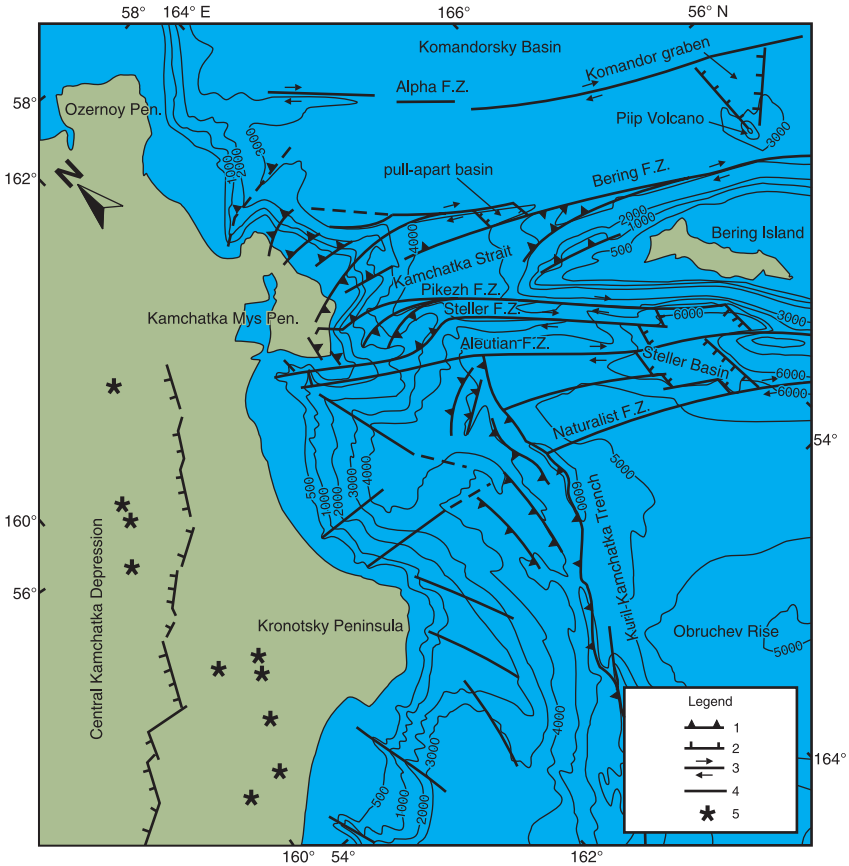 58° 164° E 166° 56° N
Komandorsky Basin
Komandor graben
Alpha F.Z.
58°
Ozernoy Pen.
Piip Volcano
3000
3000
2000
1000
162°
N
pull-apart basin
Bering F.Z.
2000
1000
500
Bering Island
4000
Kamchatka Strait
Pikezh F.Z.
Kamchatka Mys Pen.
Steller F.Z.
6000
3000
Aleutian F.Z.
Steller Basin
6000
6000
Naturalist F.Z.
54°
500
1000
2000
3000
4000
5000
6000
160°
Kuril-Kamchatka Trench
56°
Central Kamchatka Depression
Kronotsky Peninsula
Obruchev Rise
5000
4000
3000
500
1000
2000
Legend
1
2
3
4
5
164°
160° 54° 162°